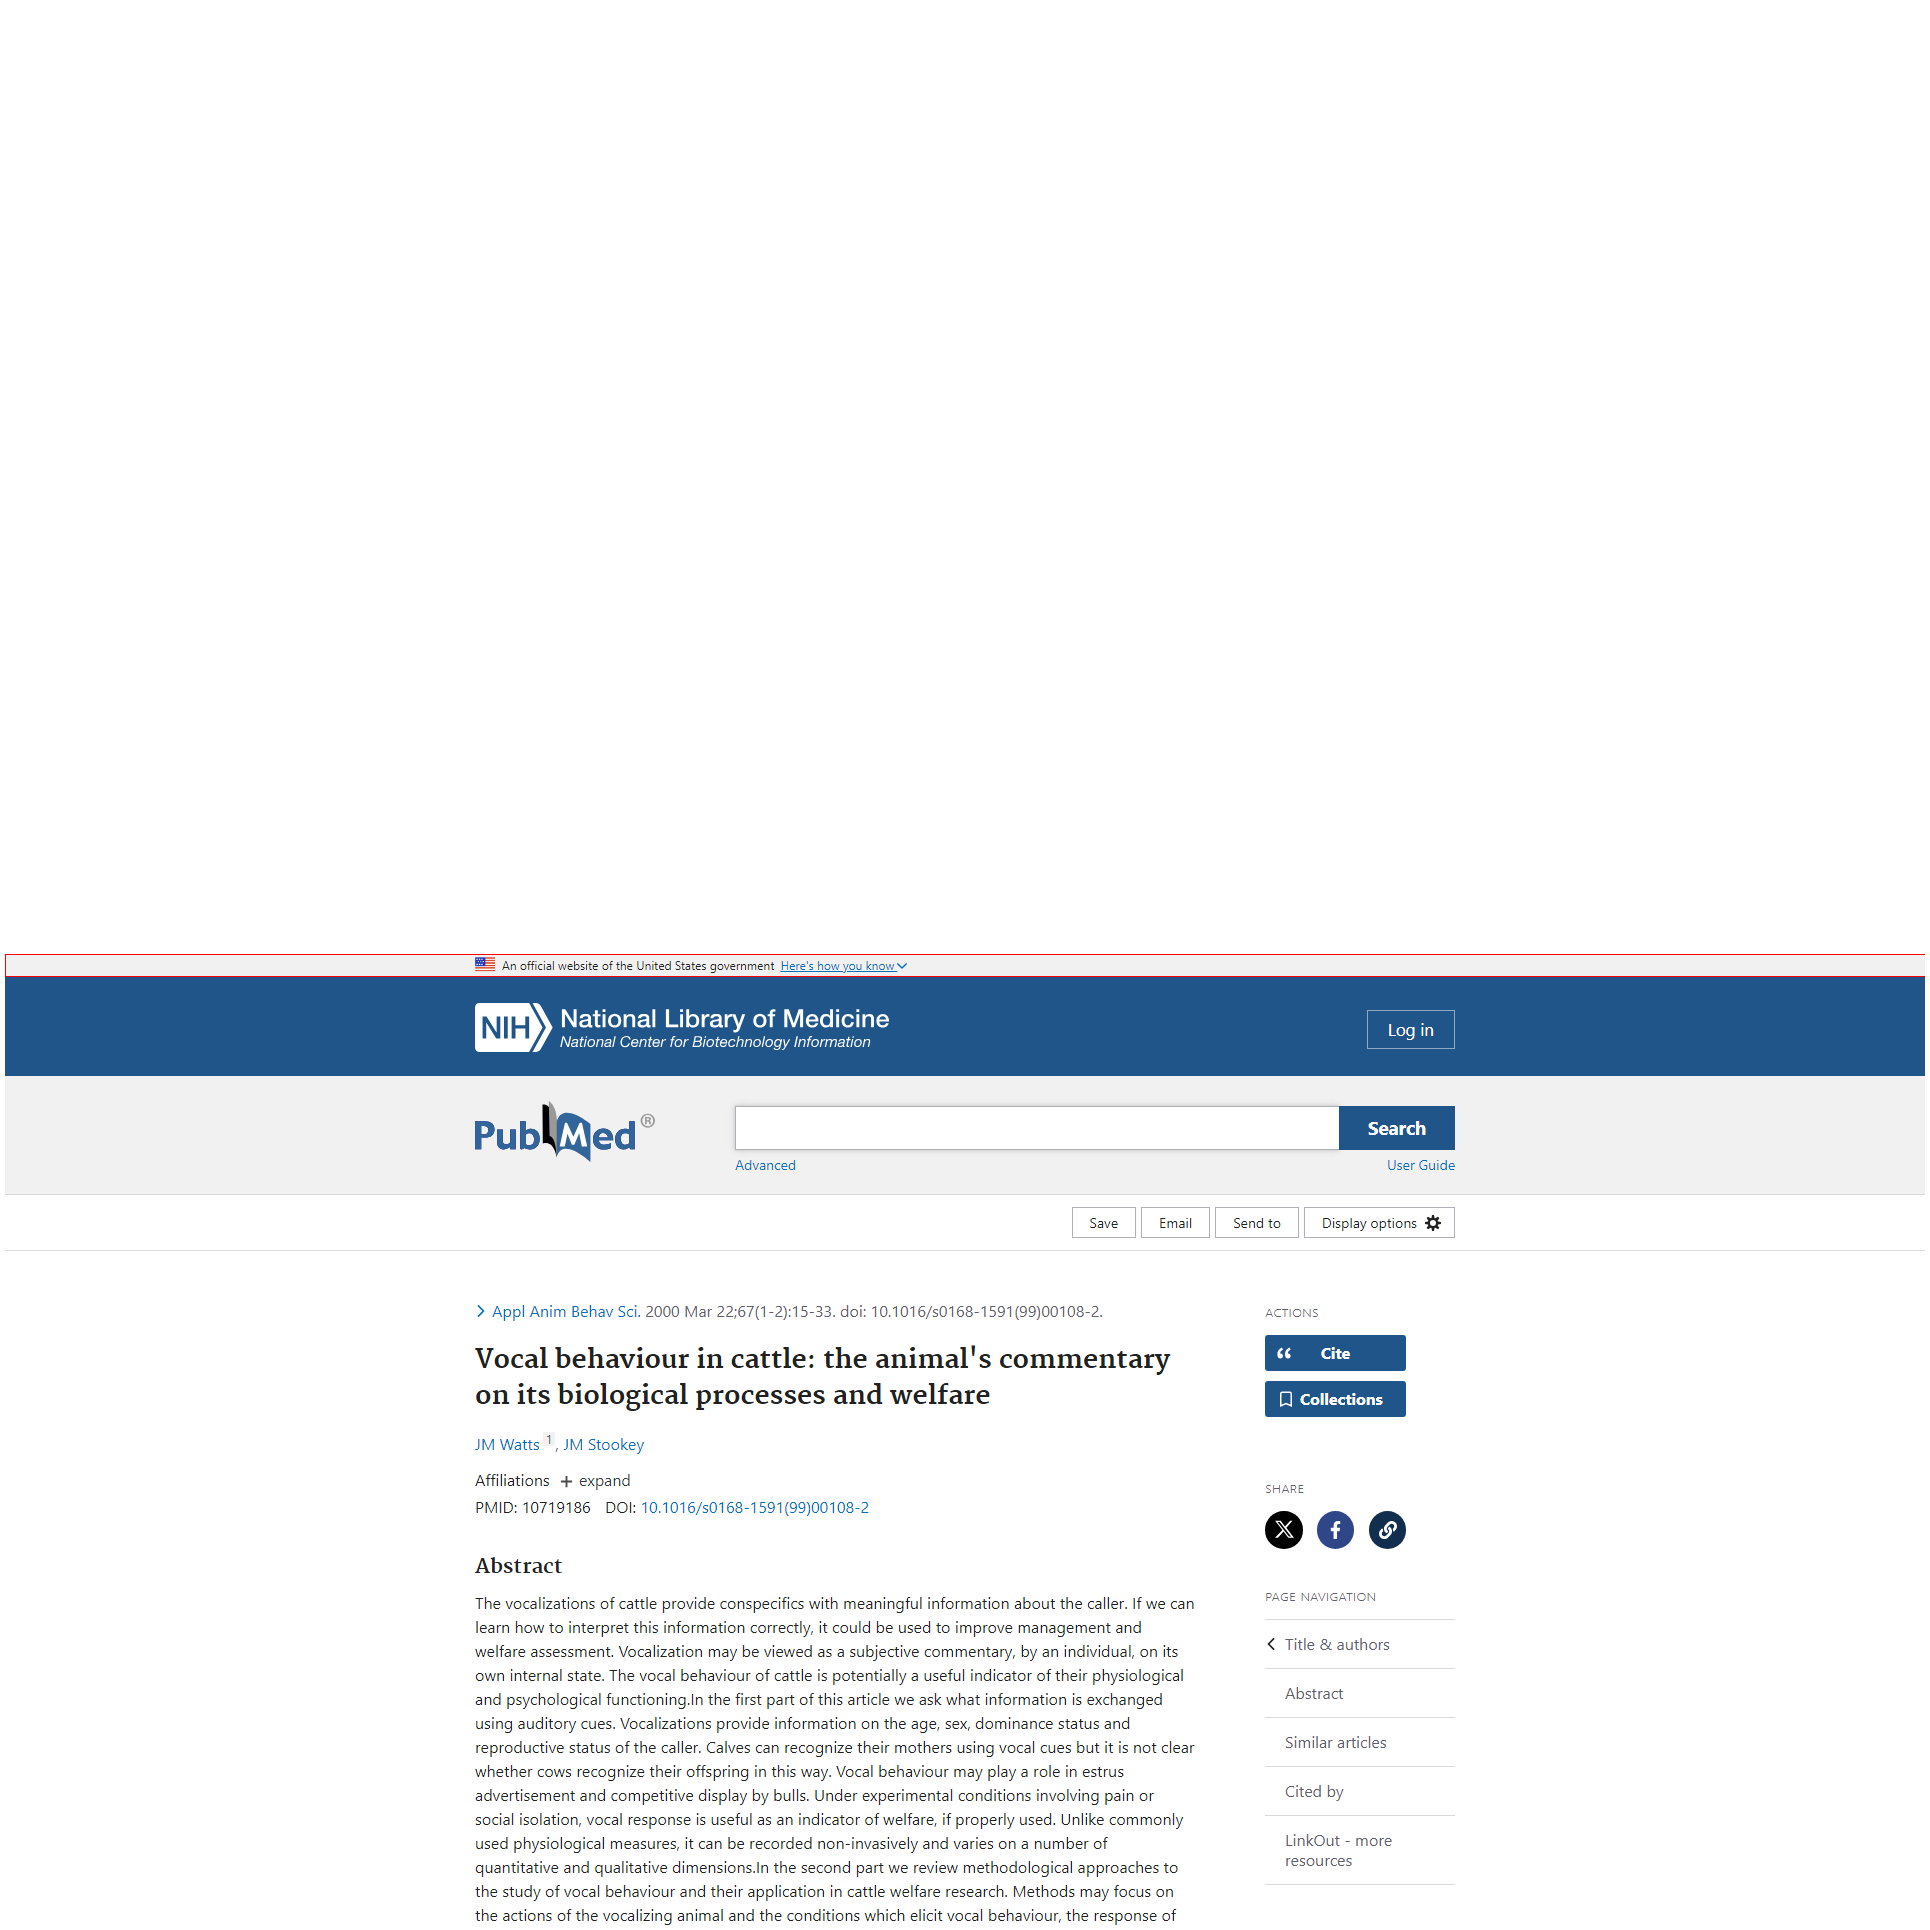 An official website of the United States government Here's how you know
NIH National Library of Medicine
National Center for Biotechnology Information
Log in
PubMed®
Search
Advanced
User Guide
Save
Email
Send to
Display options
Appl Anim Behav Sci. 2000 Mar 22;67(1-2):15-33. doi: 10.1016/s0168-1591(99)00108-2.
Vocal behaviour in cattle: the animal's commentary
on its biological processes and welfare
JM Watts 1, JM Stookey
Affiliations + expand
PMID: 10719186 DOI: 10.1016/s0168-1591(99)00108-2
Abstract
The vocalizations of cattle provide conspecifics with meaningful information about the caller. If we can
learn how to interpret this information correctly, it could be used to improve management and
welfare assessment. Vocalization may be viewed as a subjective commentary, by an individual, on its
own internal state. The vocal behaviour of cattle is potentially a useful indicator of their physiological
and psychological functioning.In the first part of this article we ask what information is exchanged
using auditory cues. Vocalizations provide information on the age, sex, dominance status and
reproductive status of the caller. Calves can recognize their mothers using vocal cues but it is not clear
whether cows recognize their offspring in this way. Vocal behaviour may play a role in estrus
advertisement and competitive display by bulls. Under experimental conditions involving pain or
social isolation, vocal response is useful as an indicator of welfare, if properly used. Unlike commonly
used physiological measures, it can be recorded non-invasively and varies on a number of
quantitative and qualitative dimensions.In the second part we review methodological approaches to
the study of vocal behaviour and their application in cattle welfare research. Methods may focus on
the actions of the vocalizing animal and the conditions which elicit vocal behaviour, the response of
ACTIONS
Cite
Collections
SHARE
PAGE NAVIGATION
Title & authors
Abstract
Similar articles
Cited by
LinkOut - more
resources